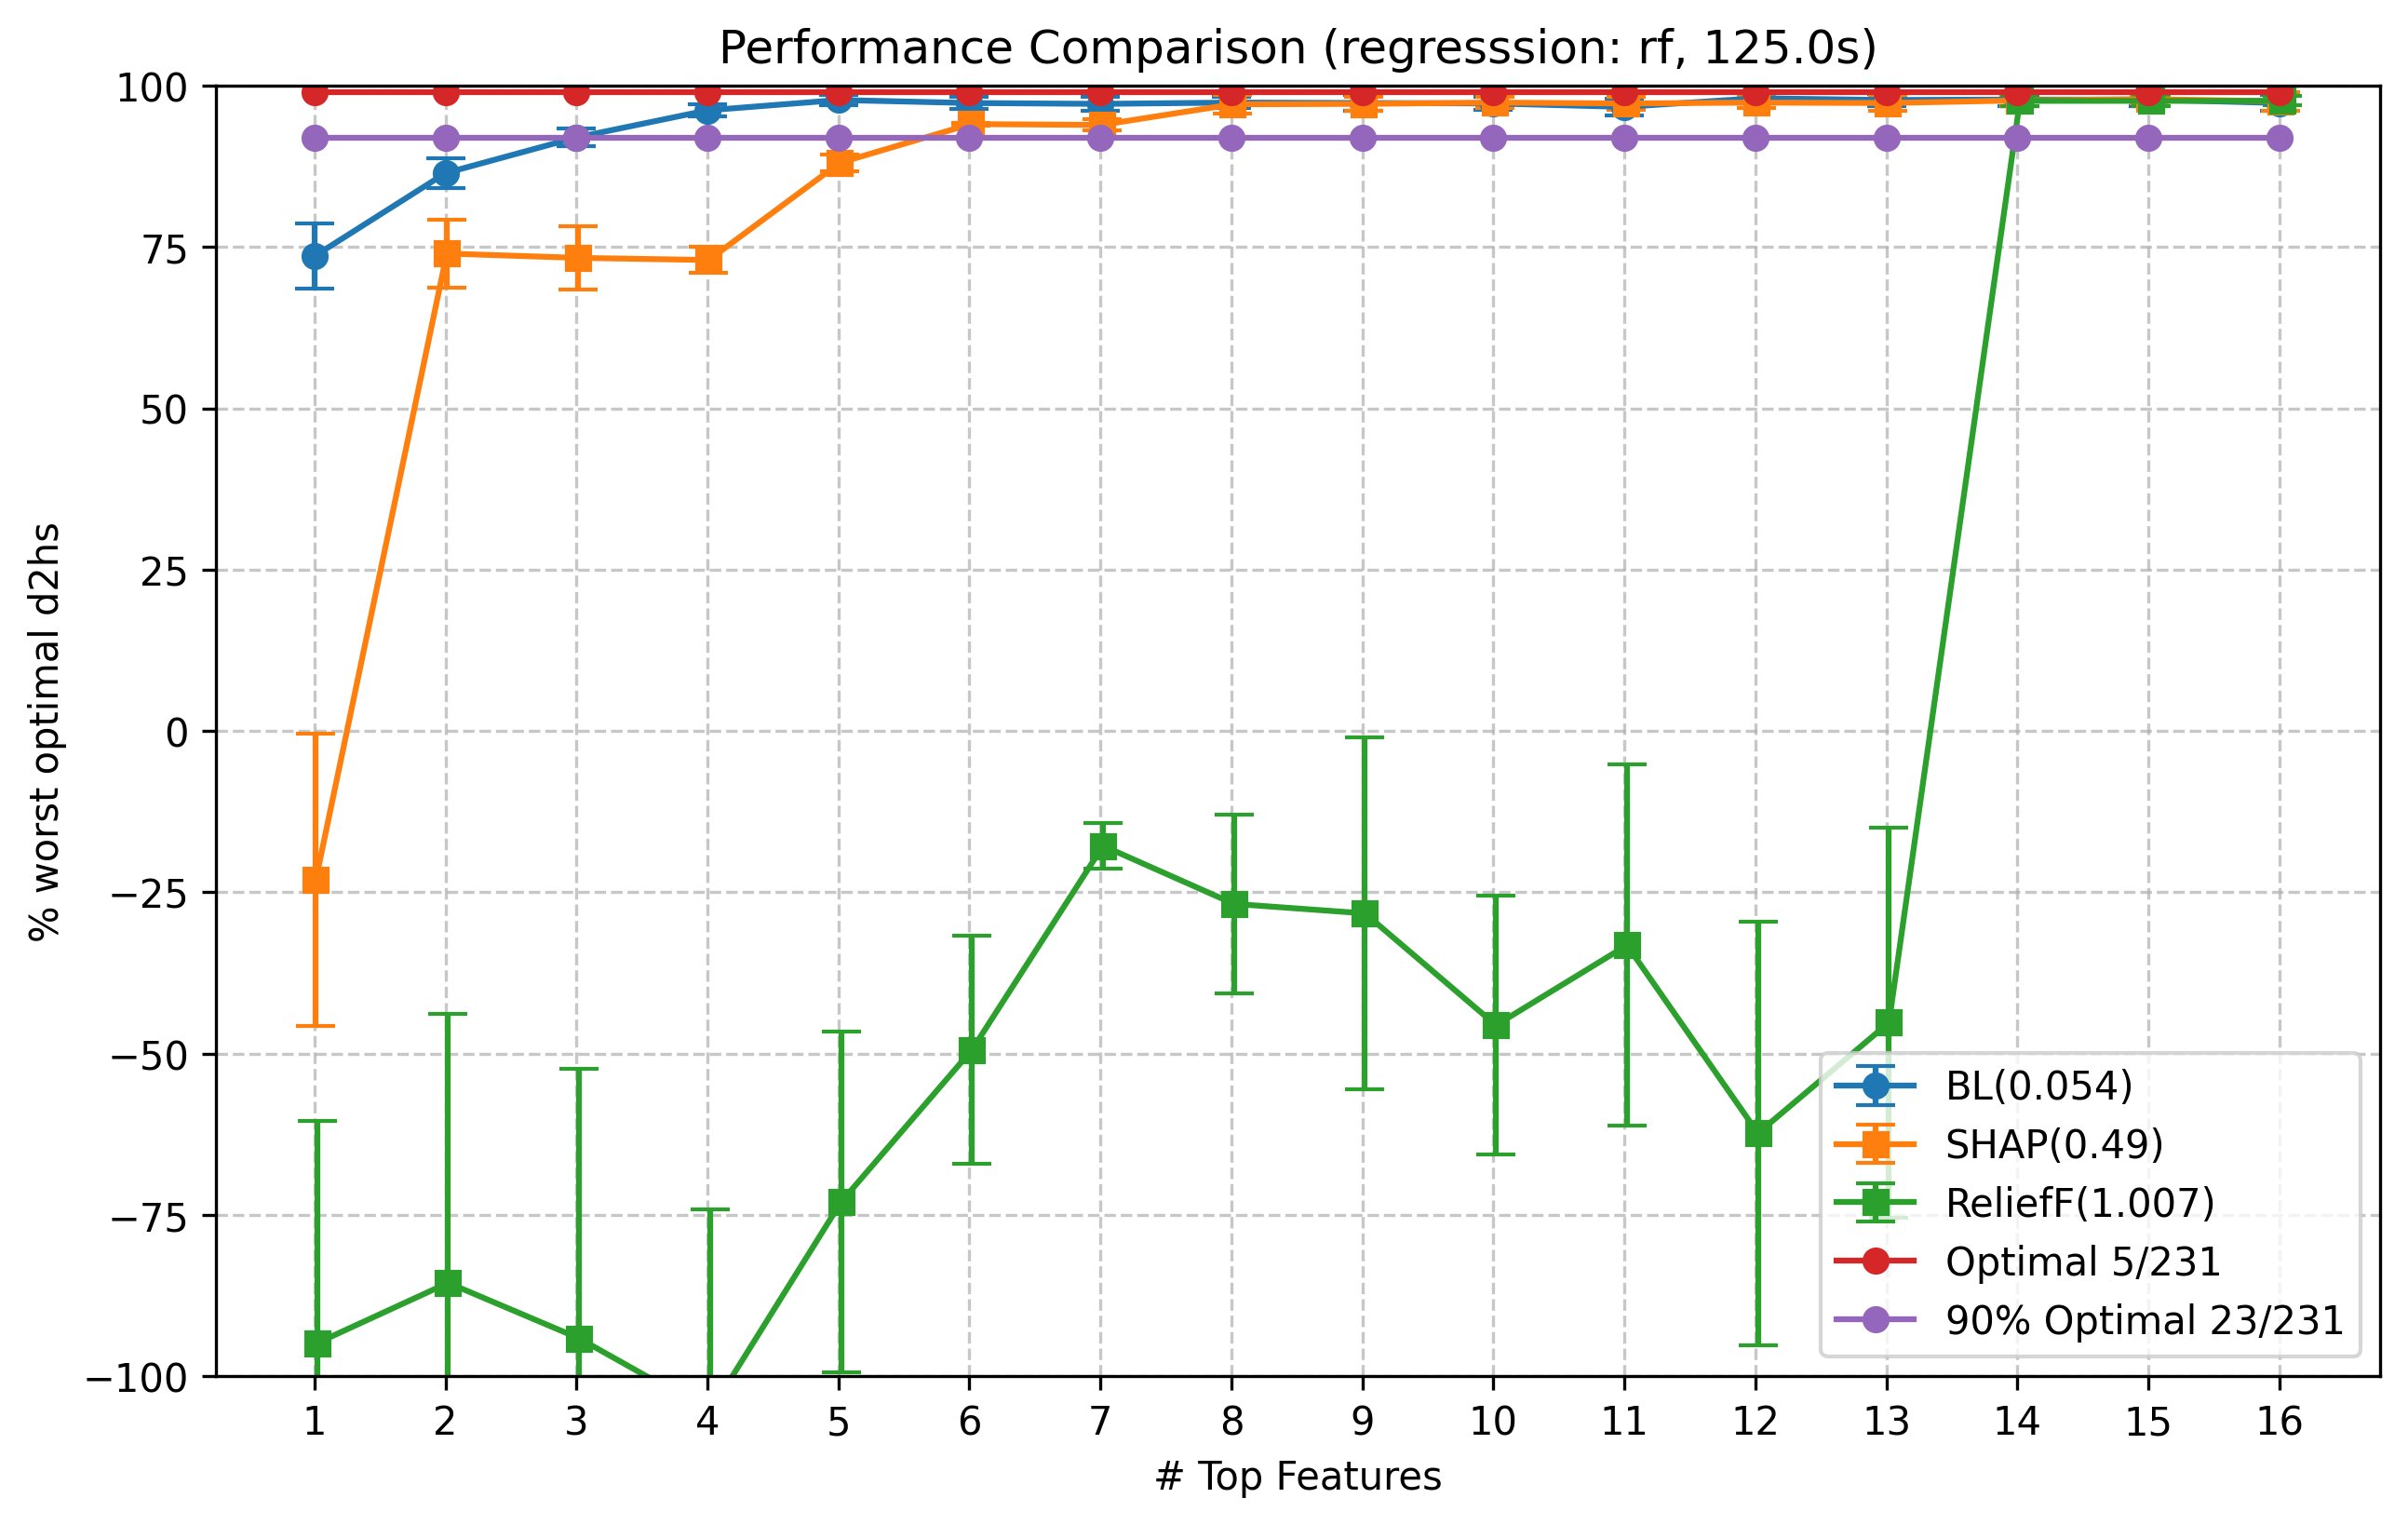 Performance Comparison (regresssion: rf, 125.0s)
% worst optimal d2hs
100
75
50
25
0
−25
−50
−75
−100
1 2 3 4 5 6 7 8 9 10 11 12 13 14 15 16
# Top Features
BL(0.054)
SHAP(0.49)
ReliefF(1.007)
Optimal 5/231
90% Optimal 23/231